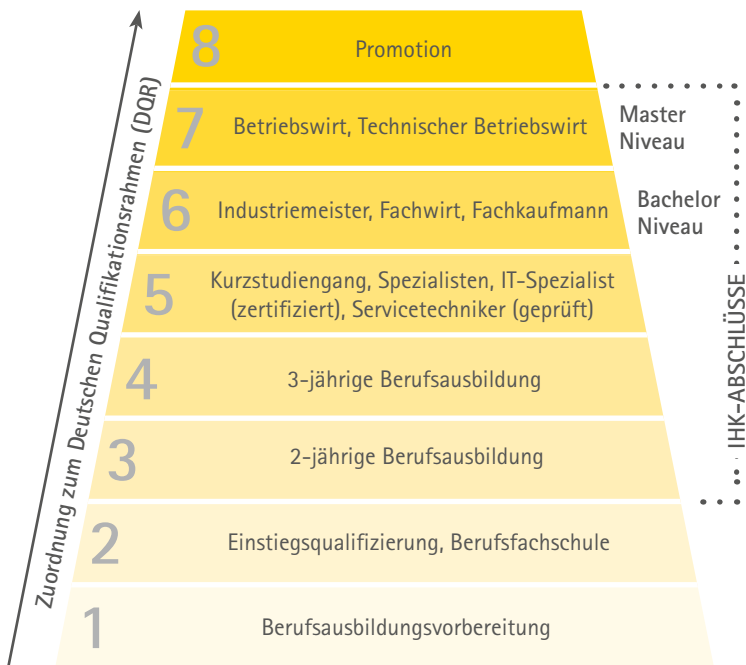 8
Promotion
7
Betriebswirt, Technischer Betriebswirt
Master
Niveau
6
Industriemeister, Fachwirt, Fachkaufmann
Bachelor
Niveau
5
Kurzstudiengang, Spezialisten, IT-Spezialist
(zertifiziert), Servicetechniker (geprüft)
4
3-jährige Berufsausbildung
3
2-jährige Berufsausbildung
2
Einstiegsqualifizierung, Berufsfachschule
1
Berufsausbildungsvorbereitung
Zuordnung zum Deutschen Qualifikationsrahmen (DQR)
IHK-ABSCHLÜSSE